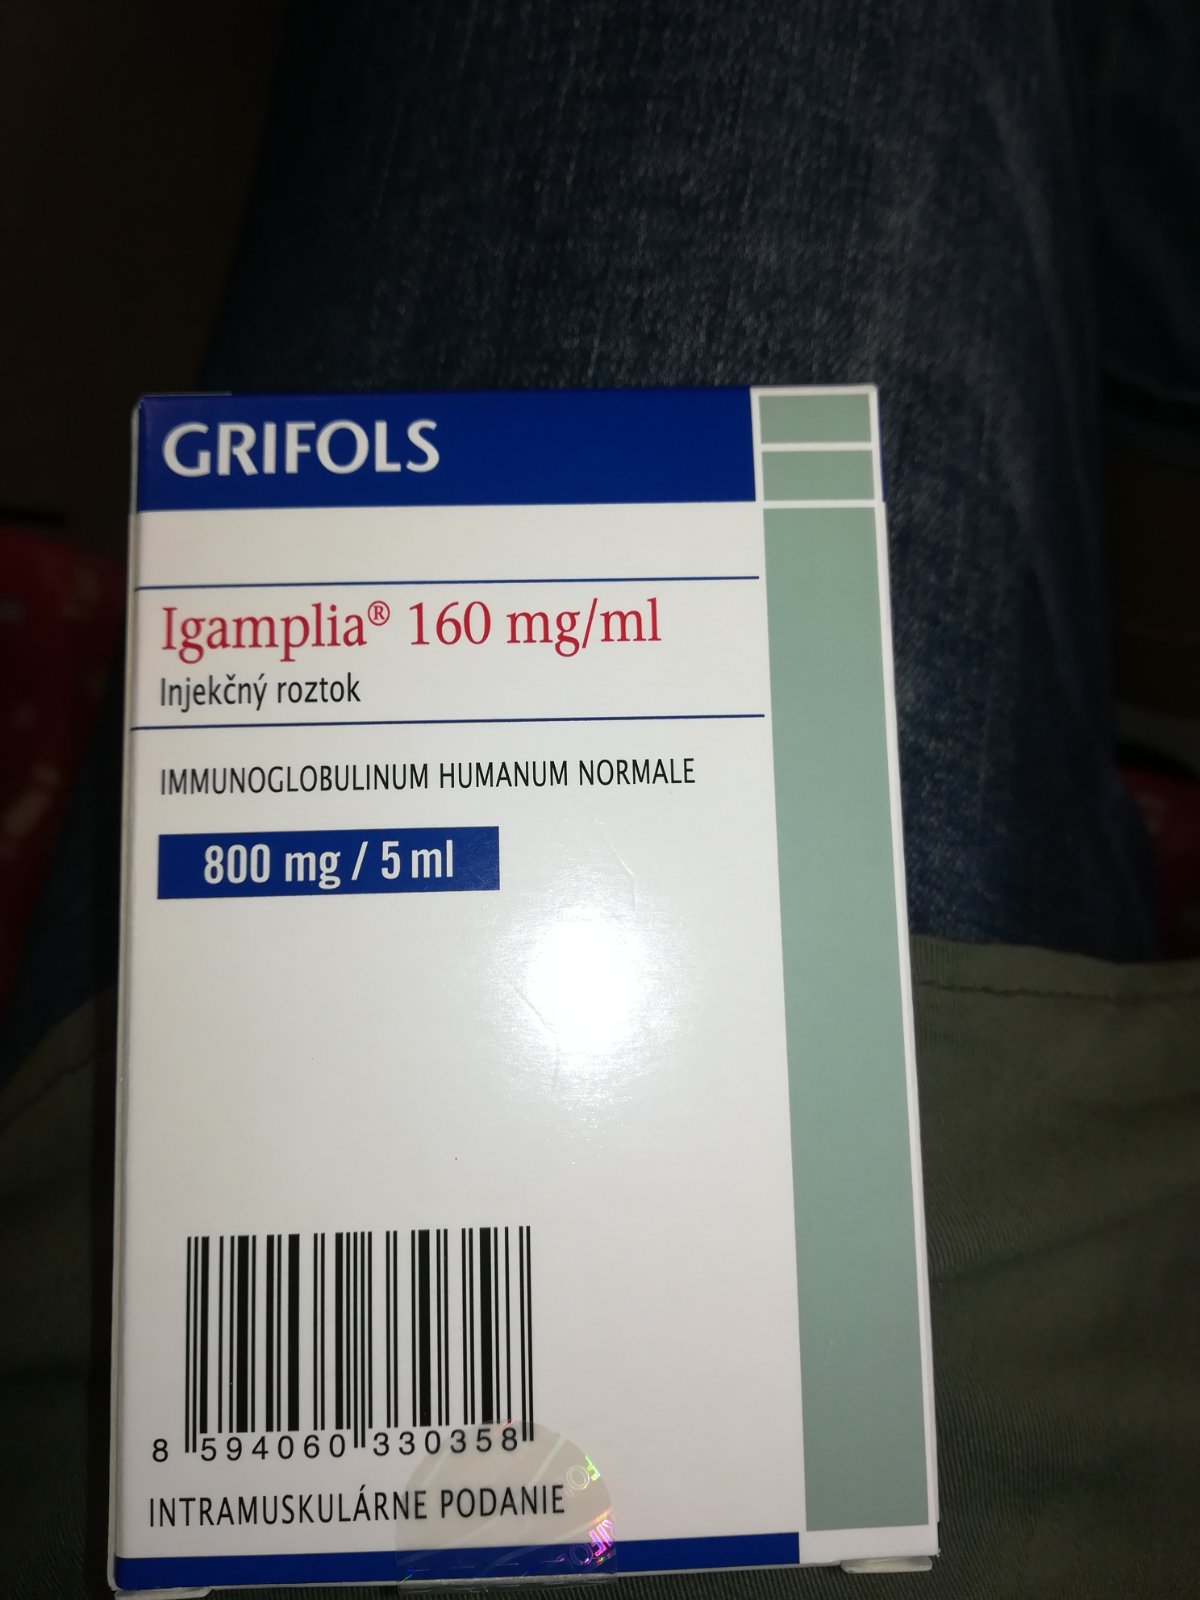 GRIFOLS
Igamplia® 160 mg/ml
Injekčný roztok
IMMUNOGLOBULINUM HUMANUM NORMALE
800 mg / 5 ml
8 594060 330358
INTRAMUSKULÁRNE PODANIE